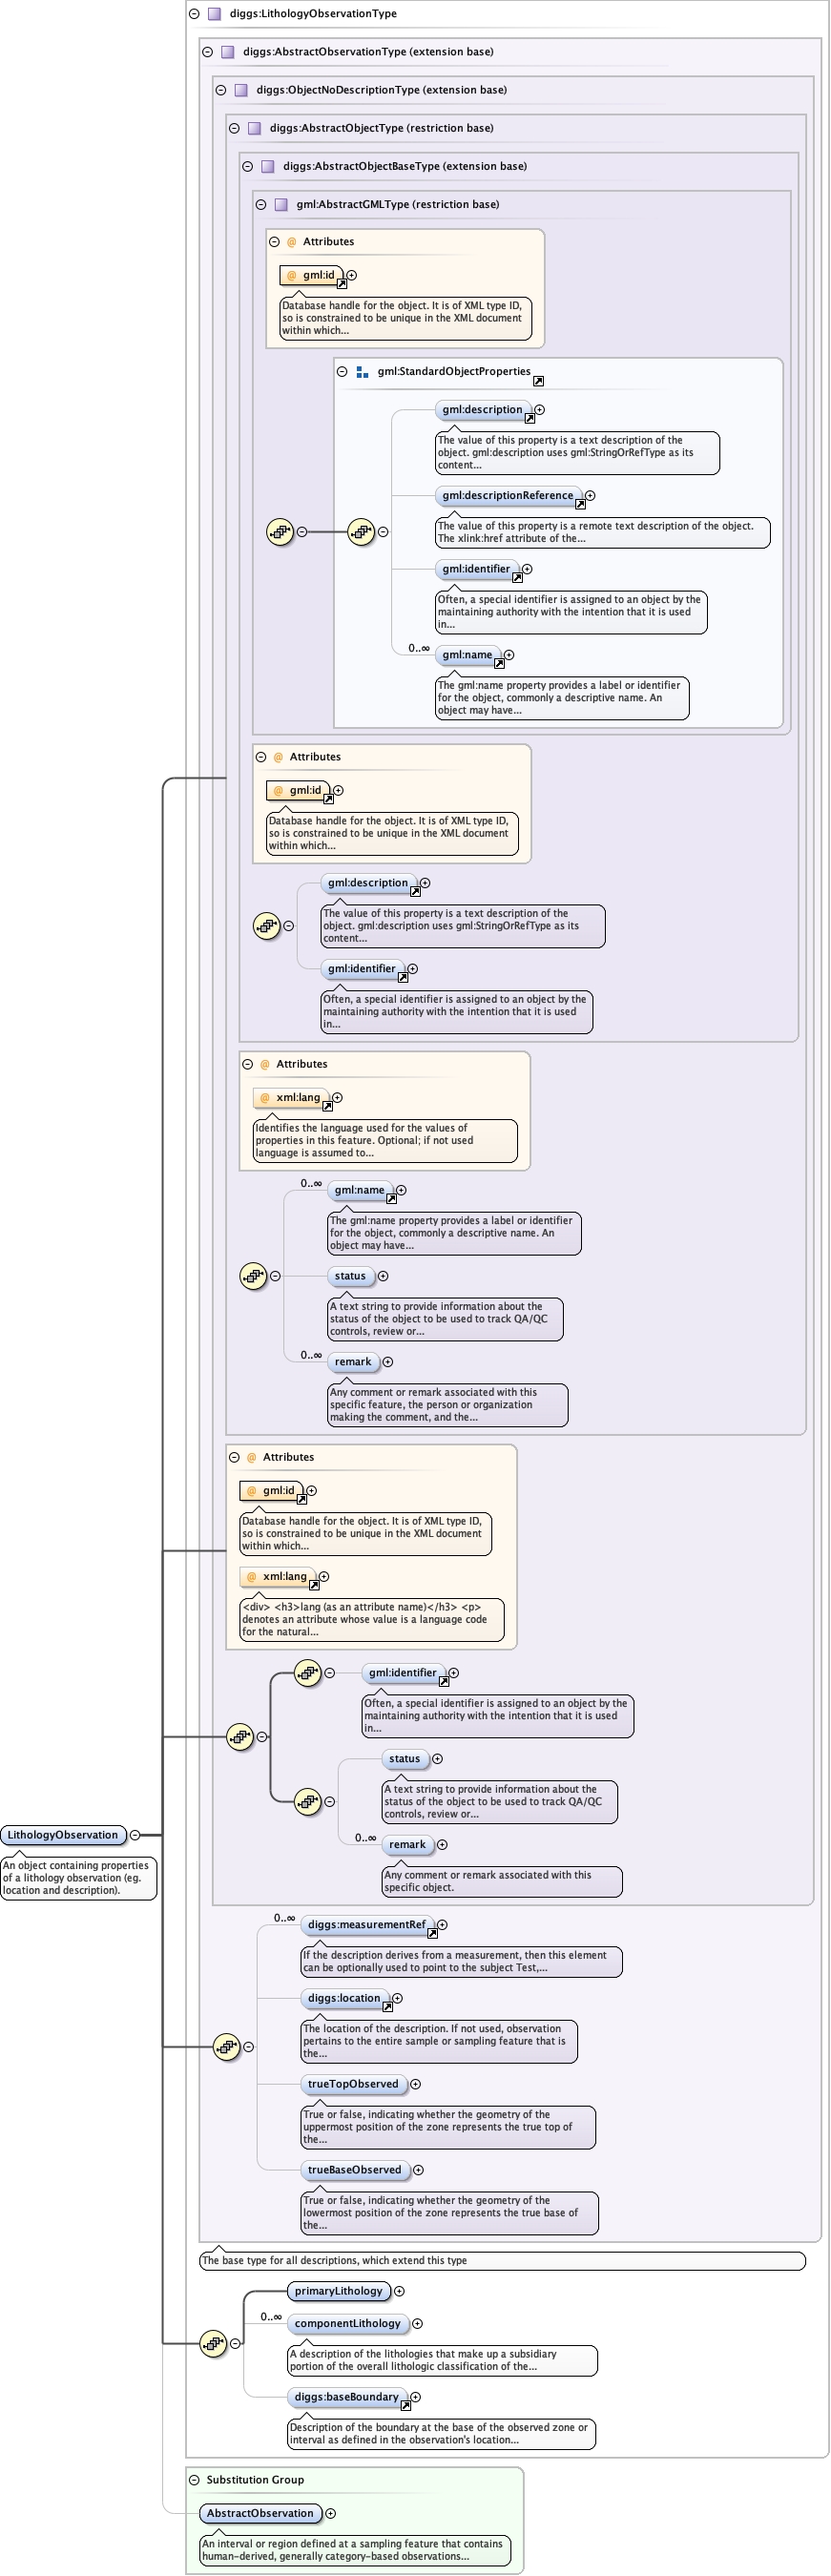 diggs:LithologyObservationType
diggs:AbstractObservationType (extension base)
diggs:ObjectNoDescriptionType (extension base)
diggs:AbstractObjectType (restriction base)
diggs:AbstractObjectBaseType (extension base)
gml:AbstractGMLType (restriction base)
@ Attributes
@ gml:id
Database handle for the object. It is of XML type ID,
so is constrained to be unique in the XML document
within which...
gml:StandardObjectProperties
gml:description
The value of this property is a text description of the
object. gml:description uses gml:StringOrRefType as its
content...
gml:descriptionReference
The value of this property is a remote text description of the object.
The xlink:href attribute of the...
gml:identifier
Often, a special identifier is assigned to an object by the
maintaining authority with the intention that it is used
in...
0..∞
gml:name
The gml:name property provides a label or identifier
for the object, commonly a descriptive name. An
object may have...
@ Attributes
@ gml:id
Database handle for the object. It is of XML type ID,
so is constrained to be unique in the XML document
within which...
gml:description
The value of this property is a text description of the
object. gml:description uses gml:StringOrRefType as its
content...
gml:identifier
Often, a special identifier is assigned to an object by the
maintaining authority with the intention that it is used
in...
@ Attributes
@ xml:lang
Identifies the language used for the values of
properties in this feature. Optional; if not used
language is assumed to...
0..∞
gml:name
The gml:name property provides a label or identifier
for the object, commonly a descriptive name. An
object may have...
status
A text string to provide information about the
status of the object to be used to track QA/QC
controls, review or...
0..∞
remark
Any comment or remark associated with this
specific feature, the person or organization
making the comment, and the...
@ Attributes
@ gml:id
Database handle for the object. It is of XML type ID,
so is constrained to be unique in the XML document
within which...
@ xml:lang
<div> <h3>lang (as an attribute name)</h3> <p>
denotes an attribute whose value is a language code
for the natural...
gml:identifier
Often, a special identifier is assigned to an object by the
maintaining authority with the intention that it is used
in...
status
A text string to provide information about the
status of the object to be used to track QA/QC
controls, review or...
0..∞
remark
Any comment or remark associated with this
specific object.
LithologyObservation
An object containing properties
of a lithology observation (eg.
location and description).
0..∞
diggs:measurementRef
If the description derives from a measurement, then this element
can be optionally used to point to the subject Test,...
diggs:location
The location of the description. If not used, observation
pertains to the entire sample or sampling feature that is
the...
trueTopObserved
True or false, indicating whether the geometry of the
uppermost position of the zone represents the true top of
the...
trueBaseObserved
True or false, indicating whether the geometry of the
lowermost position of the zone represents the true base of
the...
The base type for all descriptions, which extend this type
primaryLithology
0..∞
componentLithology
A description of the lithologies that make up a subsidiary
portion of the overall lithologic classification of the...
diggs:baseBoundary
Description of the boundary at the base of the observed zone or
interval as defined in the observation's location...
Substitution Group
AbstractObservation
An interval or region defined at a sampling feature that contains
human-derived, generally category-based observations...